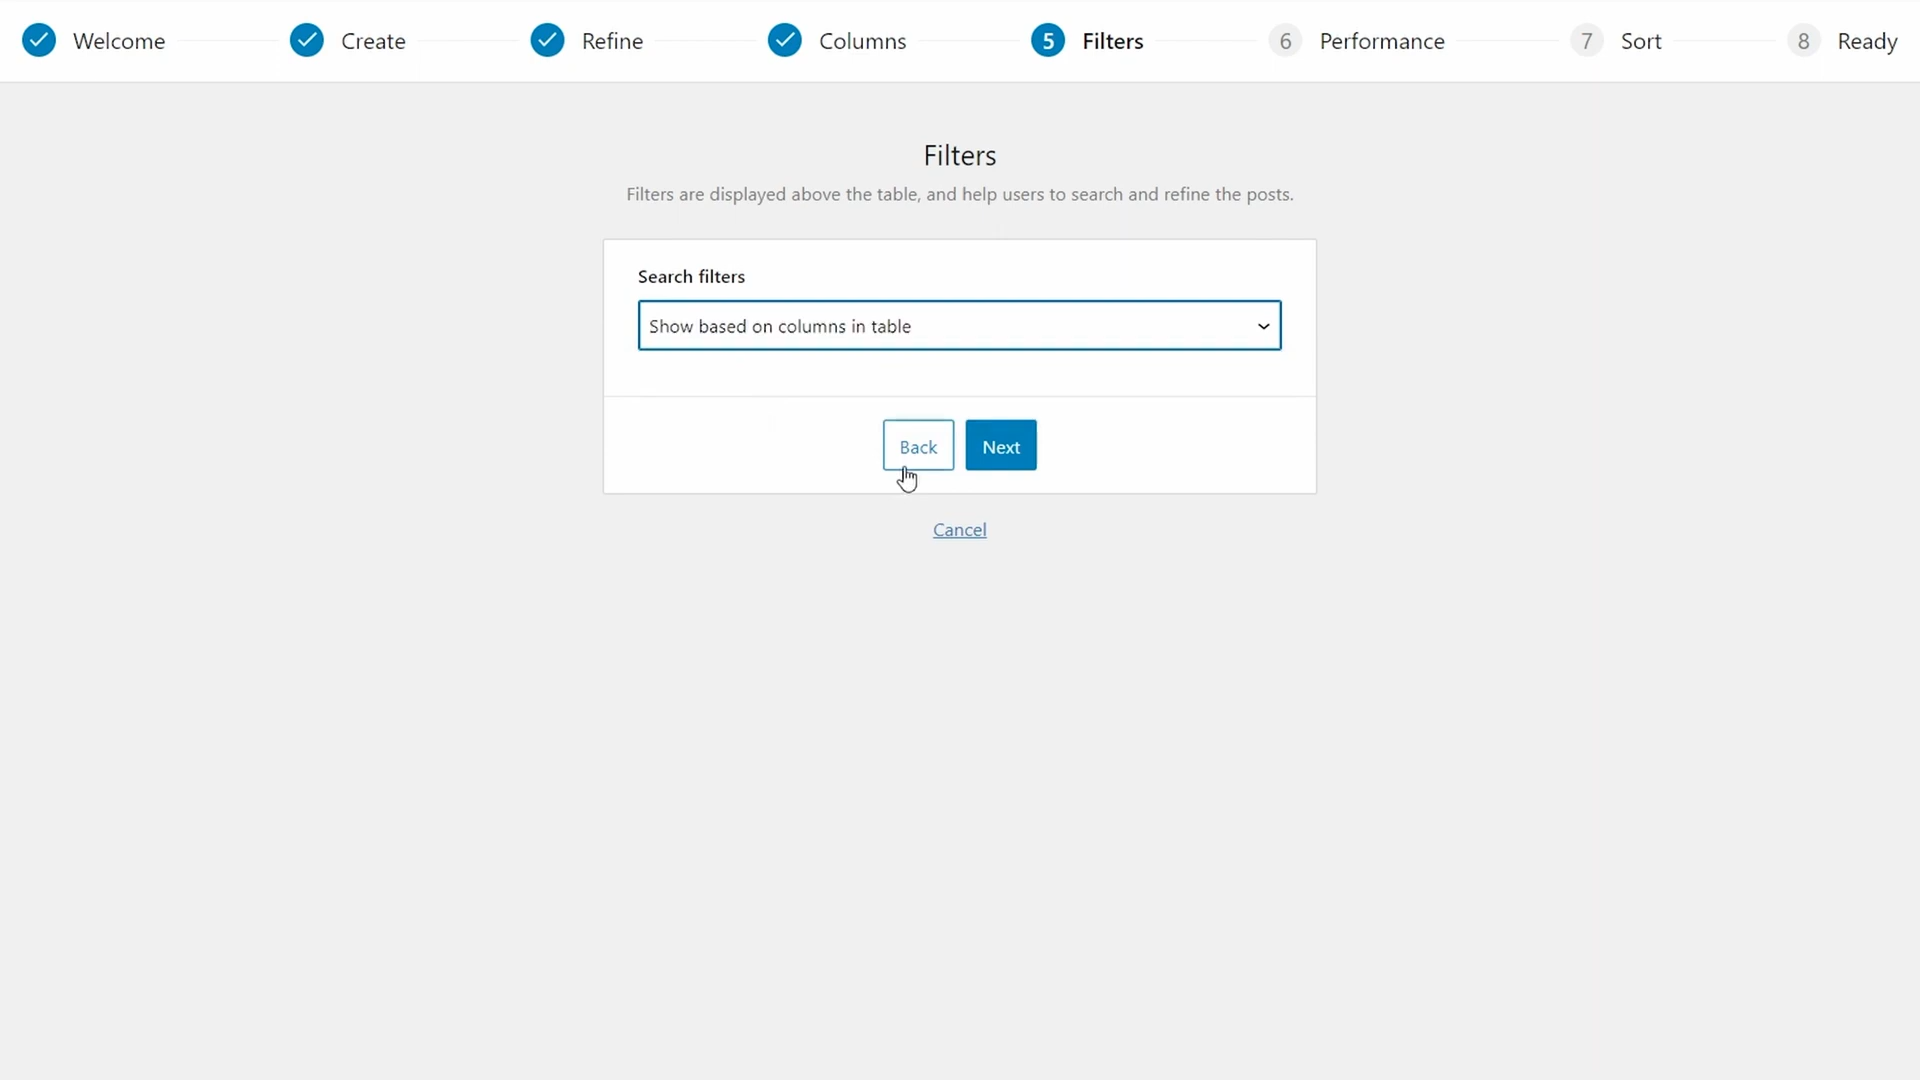 Welcome Create Refine Columns 5 Filters 6 Performance 7 Sort 8 Ready
Filters
Filters are displayed above the table, and help users to search and refine the posts.
Search filters
Show based on columns in table
Back Next
Cancel